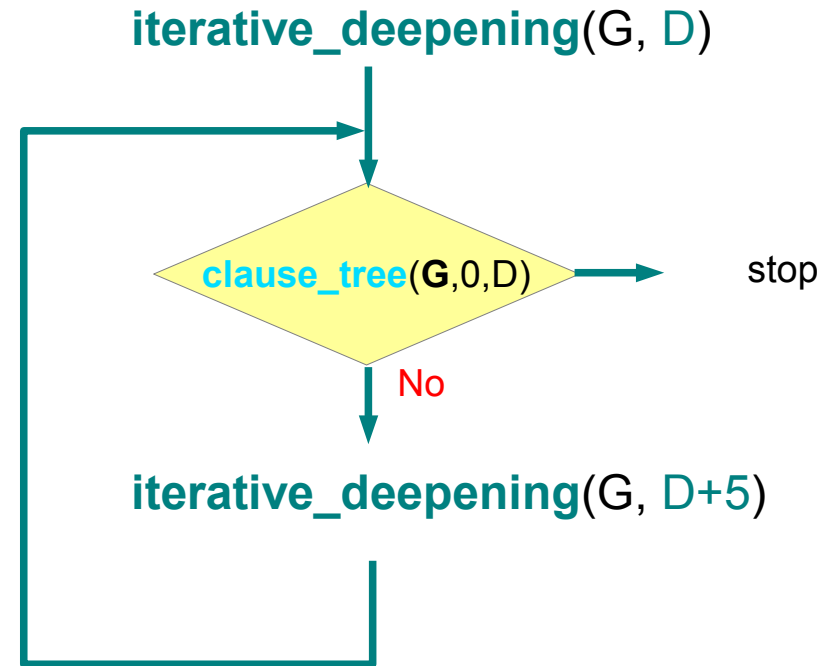 iterative_deepening(G, D)
clause_tree(G,0,D)
stop
No
iterative_deepening(G, D+5)